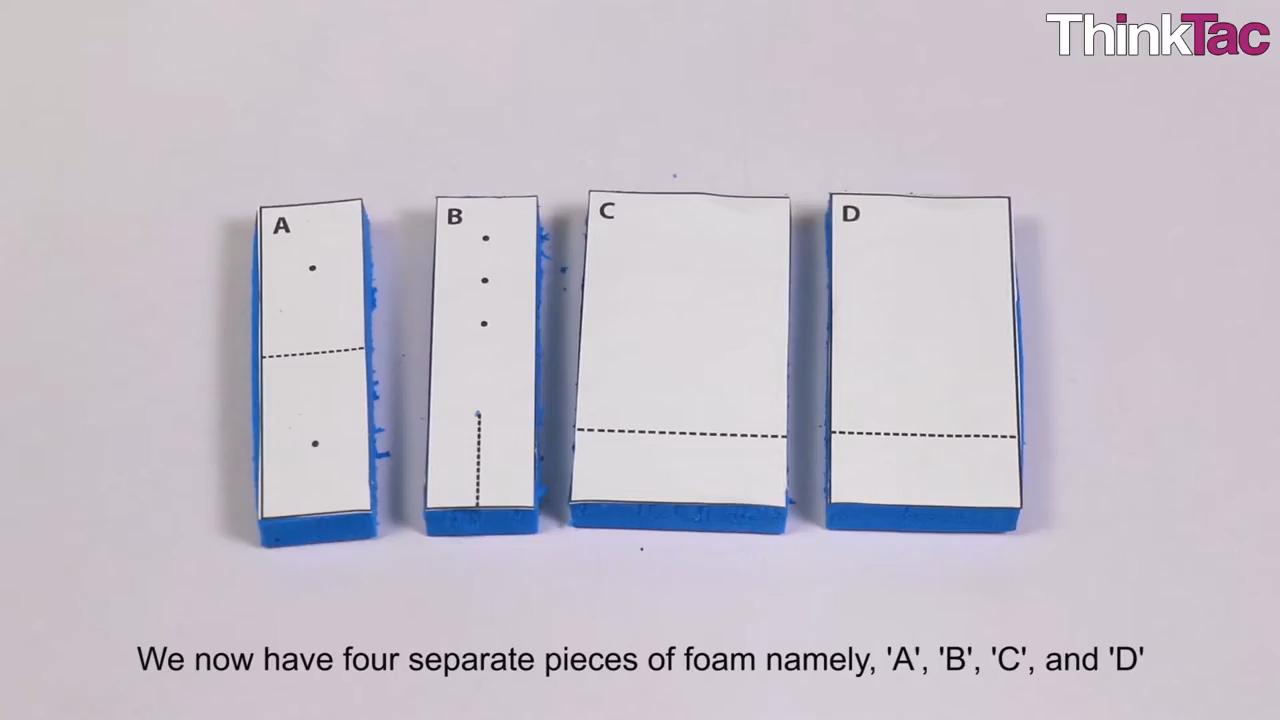 ThinkTac
A
B
C
D
We now have four separate pieces of foam namely, 'A', 'B', 'C', and 'D'